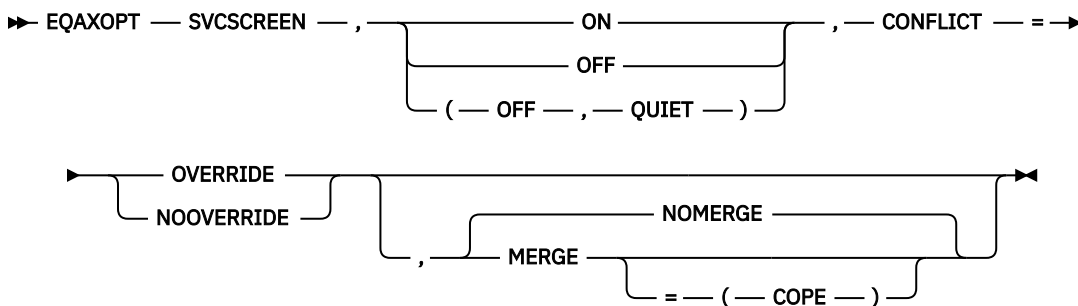 EQAXOPT SVCSCREEN , ON , CONFLICT =
OFF
( OFF , QUIET )
OVERRIDE
NOOVERRIDE
NOMERGE
, MERGE
= ( COPE )